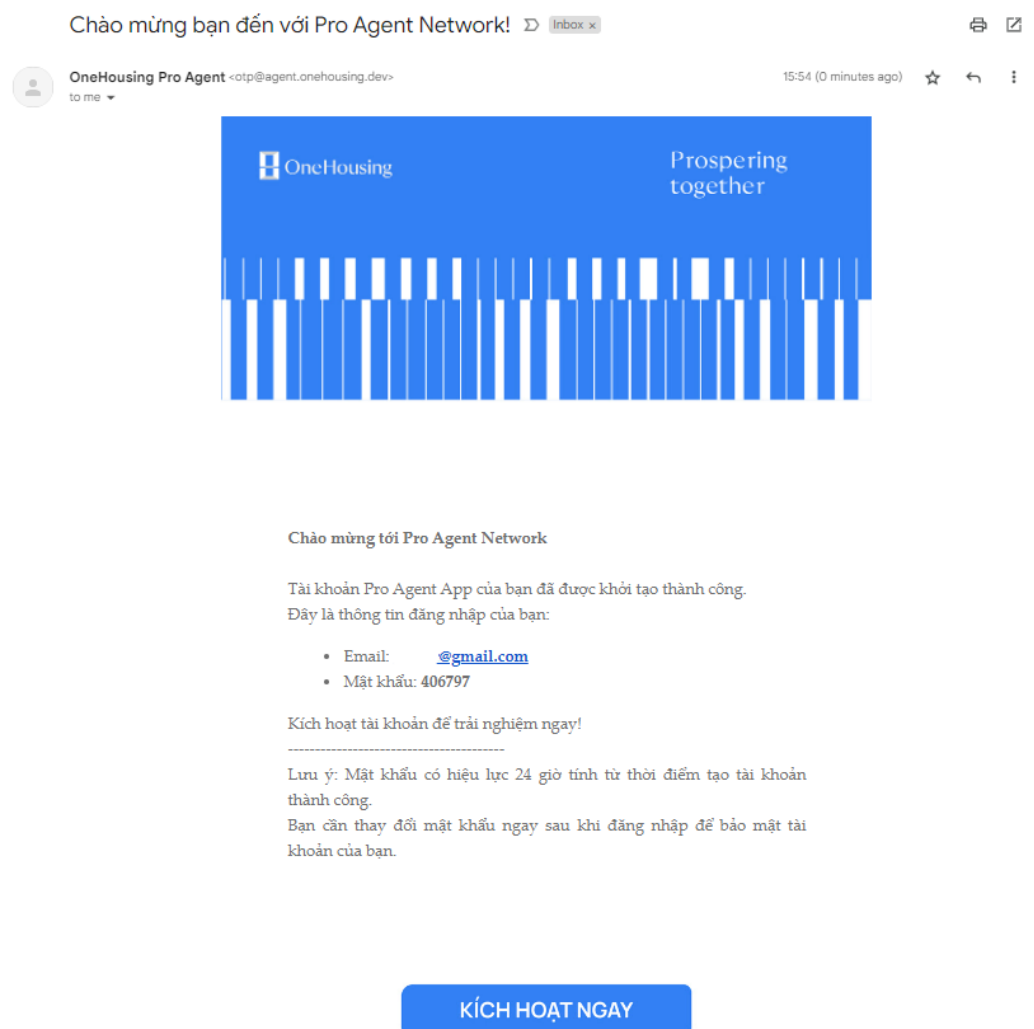 Chào mừng bạn đến với Pro Agent Network! Inbox ×
OneHousing Pro Agent <otp@agent.onehousing.dev> 15:54 (0 minutes ago)
to me
OneHousing
Prospering
together
Chào mừng tới Pro Agent Network
Tài khoản Pro Agent App của bạn đã được khởi tạo thành công.
Đây là thông tin đăng nhập của bạn:
• Email: @gmail.com
• Mật khẩu: 406797
Kích hoạt tài khoản để trải nghiệm ngay!
-----------------------------------------
Lưu ý: Mật khẩu có hiệu lực 24 giờ tính từ thời điểm tạo tài khoản
thành công.
Bạn cần thay đổi mật khẩu ngay sau khi đăng nhập để bảo mật tài
khoản của bạn.
KÍCH HOẠT NGAY